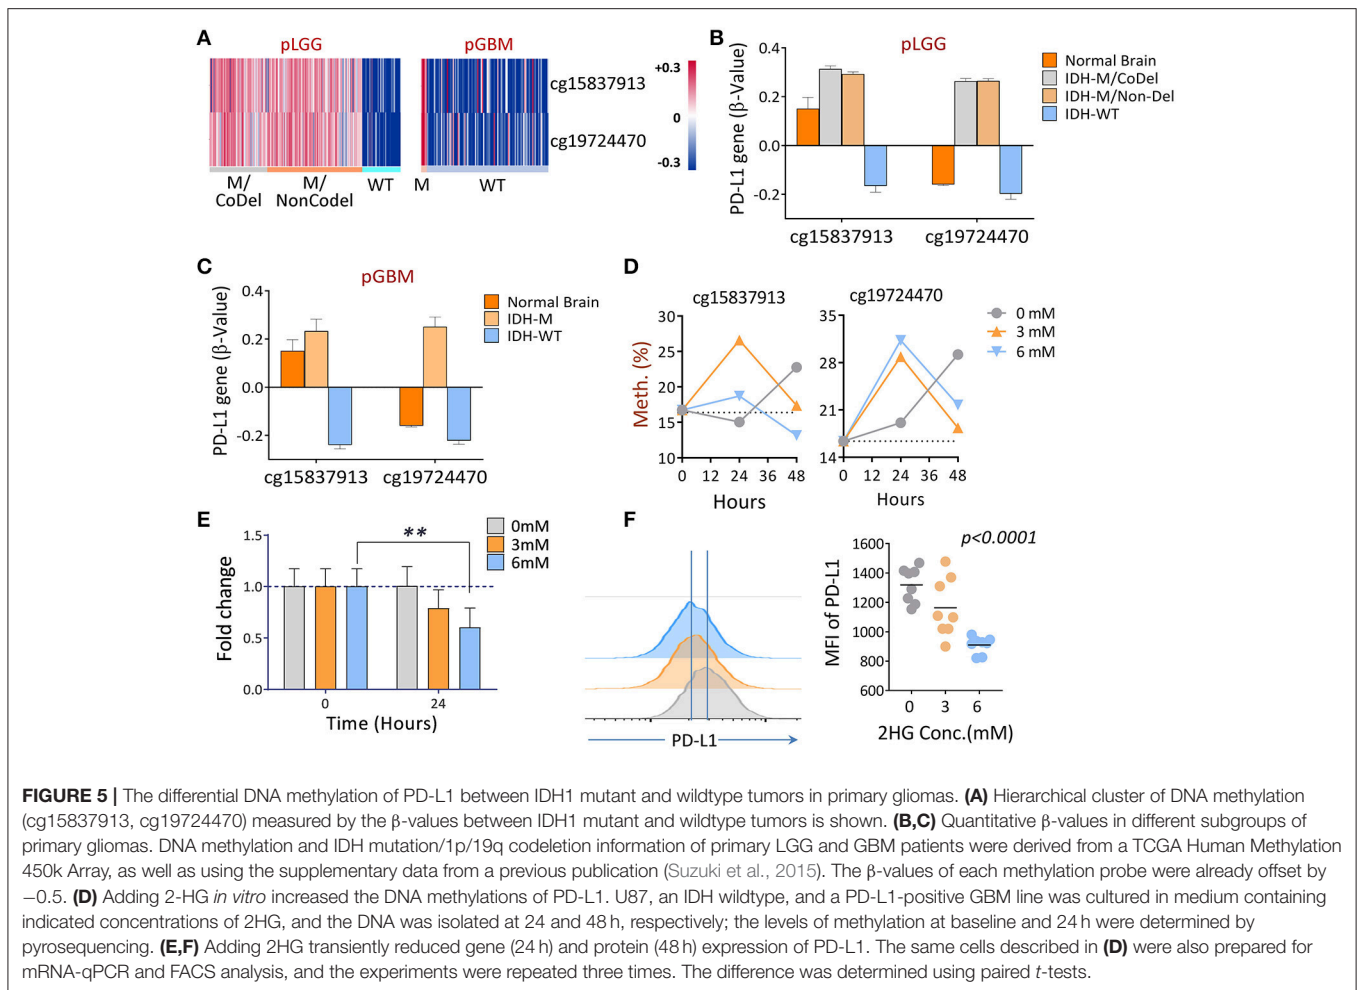 A
pLGG
pGBM
cg15837913
cg19724470
+0.3
0
-0.3
M/
CoDel
M/
NonCodel
WT
M
WT
B
pLGG
PD-L1 gene (β-Value)
0.4
0.2
0.0
-0.2
cg15837913
cg19724470
Normal Brain
IDH-M/CoDel
IDH-M/Non-Del
IDH-WT
C
pGBM
PD-L1 gene (β-Value)
0.4
0.2
0.0
-0.2
cg15837913
cg19724470
Normal Brain
IDH-M
IDH-WT
D
cg15837913
Meth. (%)
30
25
20
15
10
0 12 24 36 48
Hours
cg19724470
35
28
21
14
0 12 24 36 48
Hours
0 mM
3 mM
6 mM
E
Fold change
1.5
1.0
0.5
0.0
**
0
24
Time (Hours)
0mM
3mM
6mM
F
PD-L1
p<0.0001
MFI of PD-L1
1600
1400
1200
1000
800
600
0 3 6
2HG Conc.(mM)
FIGURE 5 | The differential DNA methylation of PD-L1 between IDH1 mutant and wildtype tumors in primary gliomas. (A) Hierarchical cluster of DNA methylation
(cg15837913, cg19724470) measured by the β-values between IDH1 mutant and wildtype tumors is shown. (B,C) Quantitative β-values in different subgroups of
primary gliomas. DNA methylation and IDH mutation/1p/19q codeletion information of primary LGG and GBM patients were derived from a TCGA Human Methylation
450k Array, as well as using the supplementary data from a previous publication (Suzuki et al., 2015). The β-values of each methylation probe were already offset by
−0.5. (D) Adding 2-HG in vitro increased the DNA methylations of PD-L1. U87, an IDH wildtype, and a PD-L1-positive GBM line was cultured in medium containing
indicated concentrations of 2HG, and the DNA was isolated at 24 and 48 h, respectively; the levels of methylation at baseline and 24 h were determined by
pyrosequencing. (E,F) Adding 2HG transiently reduced gene (24 h) and protein (48 h) expression of PD-L1. The same cells described in (D) were also prepared for
mRNA-qPCR and FACS analysis, and the experiments were repeated three times. The difference was determined using paired t-tests.